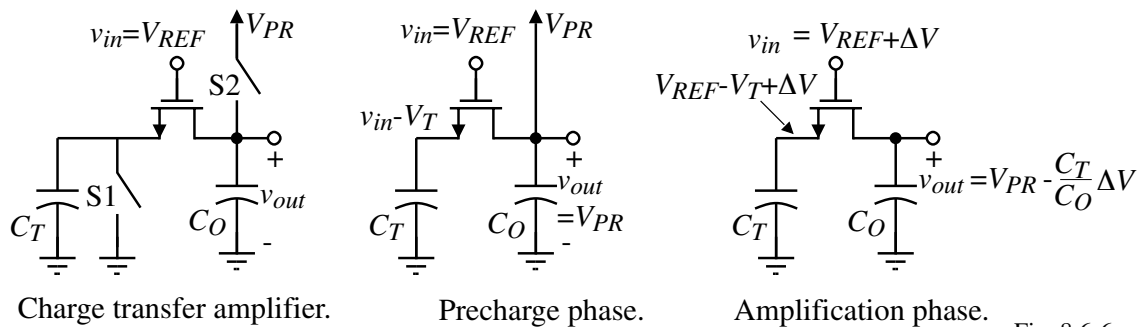 v_in=V_REF
V_PR
S2
S1
C_T
C_O
+
v_out
-
Charge transfer amplifier.
v_in=V_REF
V_PR
v_in-V_T
C_T
C_O
+
v_out
=V_PR
-
Precharge phase.
v_in = V_REF+ΔV
V_REF-V_T+ΔV
C_T
C_O
+
v_out =V_PR - C_T/C_O ΔV
Amplification phase.